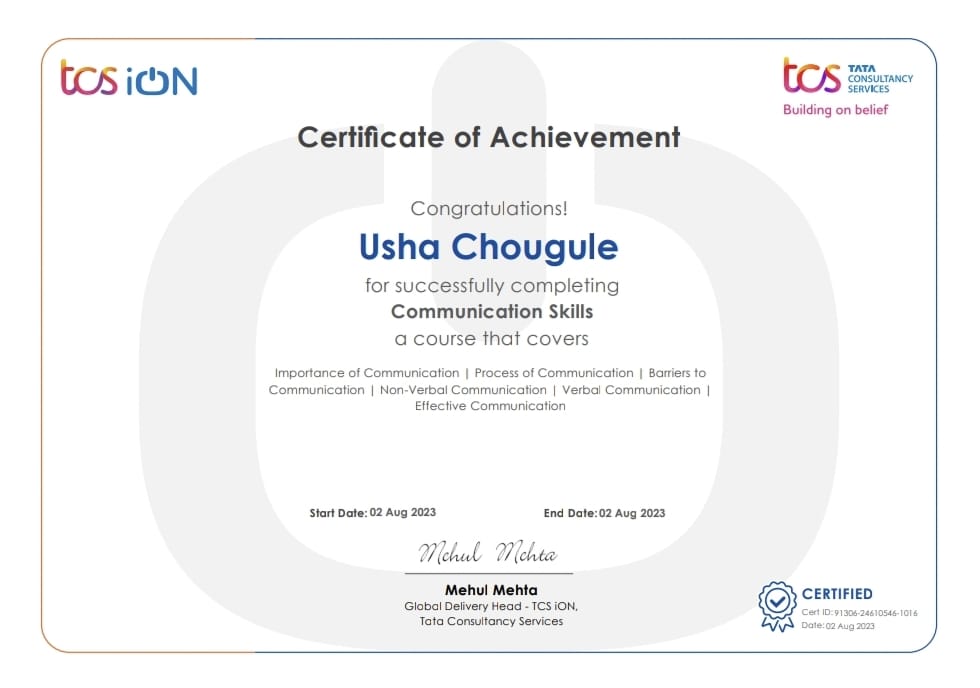 tcs iON
tcs TATA
CONSULTANCY
SERVICES
Building on belief
Certificate of Achievement
Congratulations!
Usha Chougule
for successfully completing
Communication Skills
a course that covers
Importance of Communication | Process of Communication | Barriers to
Communication | Non-Verbal Communication | Verbal Communication |
Effective Communication
Start Date: 02 Aug 2023 End Date: 02 Aug 2023
Mehul Mehta
Mehul Mehta
Global Delivery Head - TCS iON,
Tata Consultancy Services
CERTIFIED
Cert ID: 91306-24610546-1016
Date: 02 Aug 2023